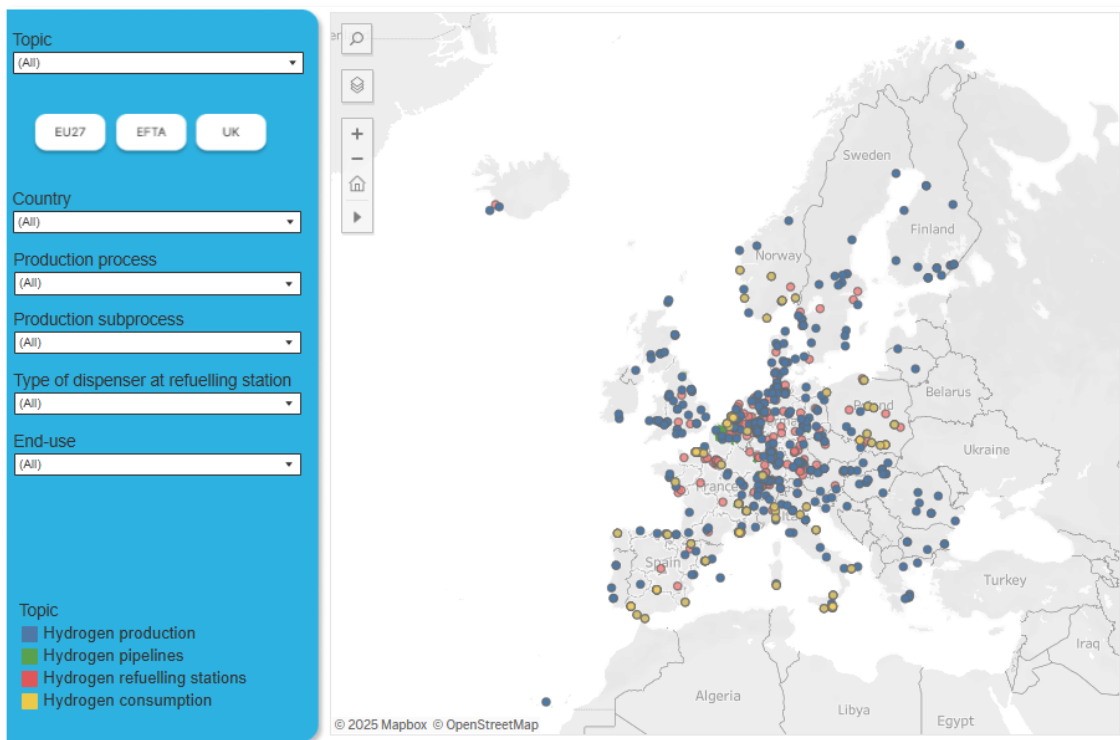 Topic
(All)
EU27
EFTA
UK
Country
(All)
Production process
(All)
Production subprocess
(All)
Type of dispenser at refuelling station
(All)
End-use
(All)
Topic
Hydrogen production
Hydrogen pipelines
Hydrogen refuelling stations
Hydrogen consumption
Sweden
Finland
Norway
Belarus
Ukraine
France
Spain
Turkey
Iraq
Algeria
Libya
Egypt
© 2025 Mapbox © OpenStreetMap